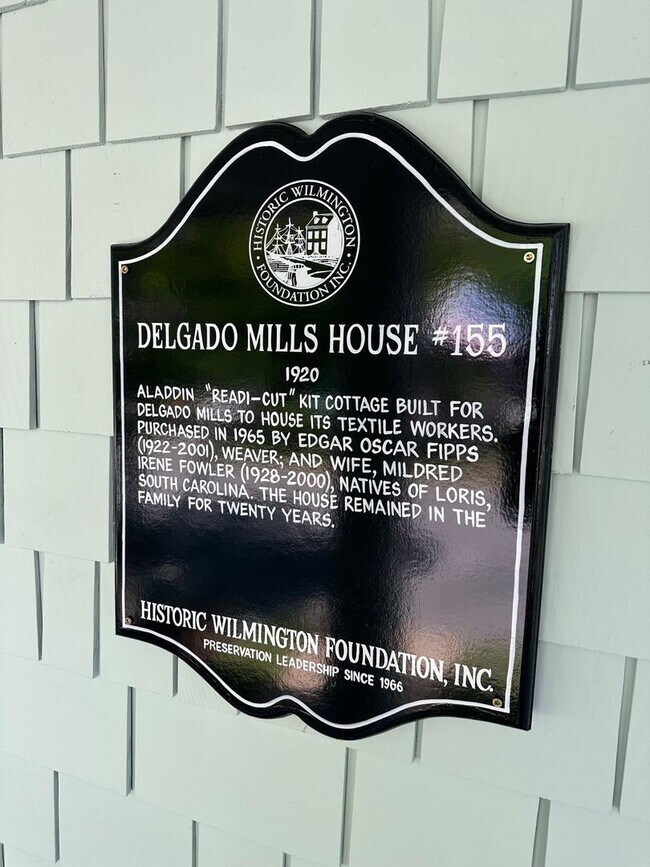 HISTORIC WILMINGTON
FOUNDATION INC.
DELGADO MILLS HOUSE #155
1920
ALADDIN "READI-CUT" KIT COTTAGE BUILT FOR
DELGADO MILLS TO HOUSE ITS TEXTILE WORKERS.
PURCHASED IN 1965 BY EDGAR OSCAR FIPPS
(1922-2001), WEAVER; AND WIFE, MILDRED
IRENE FOWLER (1928-2000), NATIVES OF LORIS,
SOUTH CAROLINA. THE HOUSE REMAINED IN THE
FAMILY FOR TWENTY YEARS.
HISTORIC WILMINGTON FOUNDATION, INC.
PRESERVATION LEADERSHIP SINCE 1966